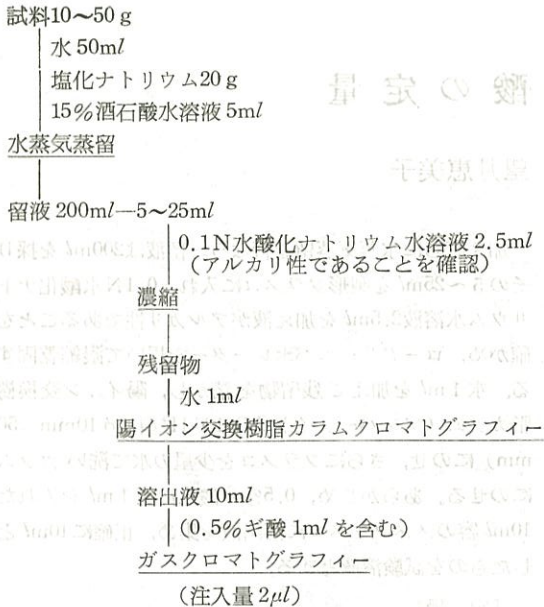 試料10〜50g
水 50ml
塩化ナトリウム20g
15%酒石酸水溶液 5ml
水蒸気蒸留
留液 200ml—5〜25ml
0.1N水酸化ナトリウム水溶液 2.5ml
(アルカリ性であることを確認)
濃縮
残留物
水 1ml
陽イオン交換樹脂カラムクロマトグラフィー
溶出液 10ml
(0.5%ギ酸 1ml を含む)
ガスクロマトグラフィー
(注入量 2μl)